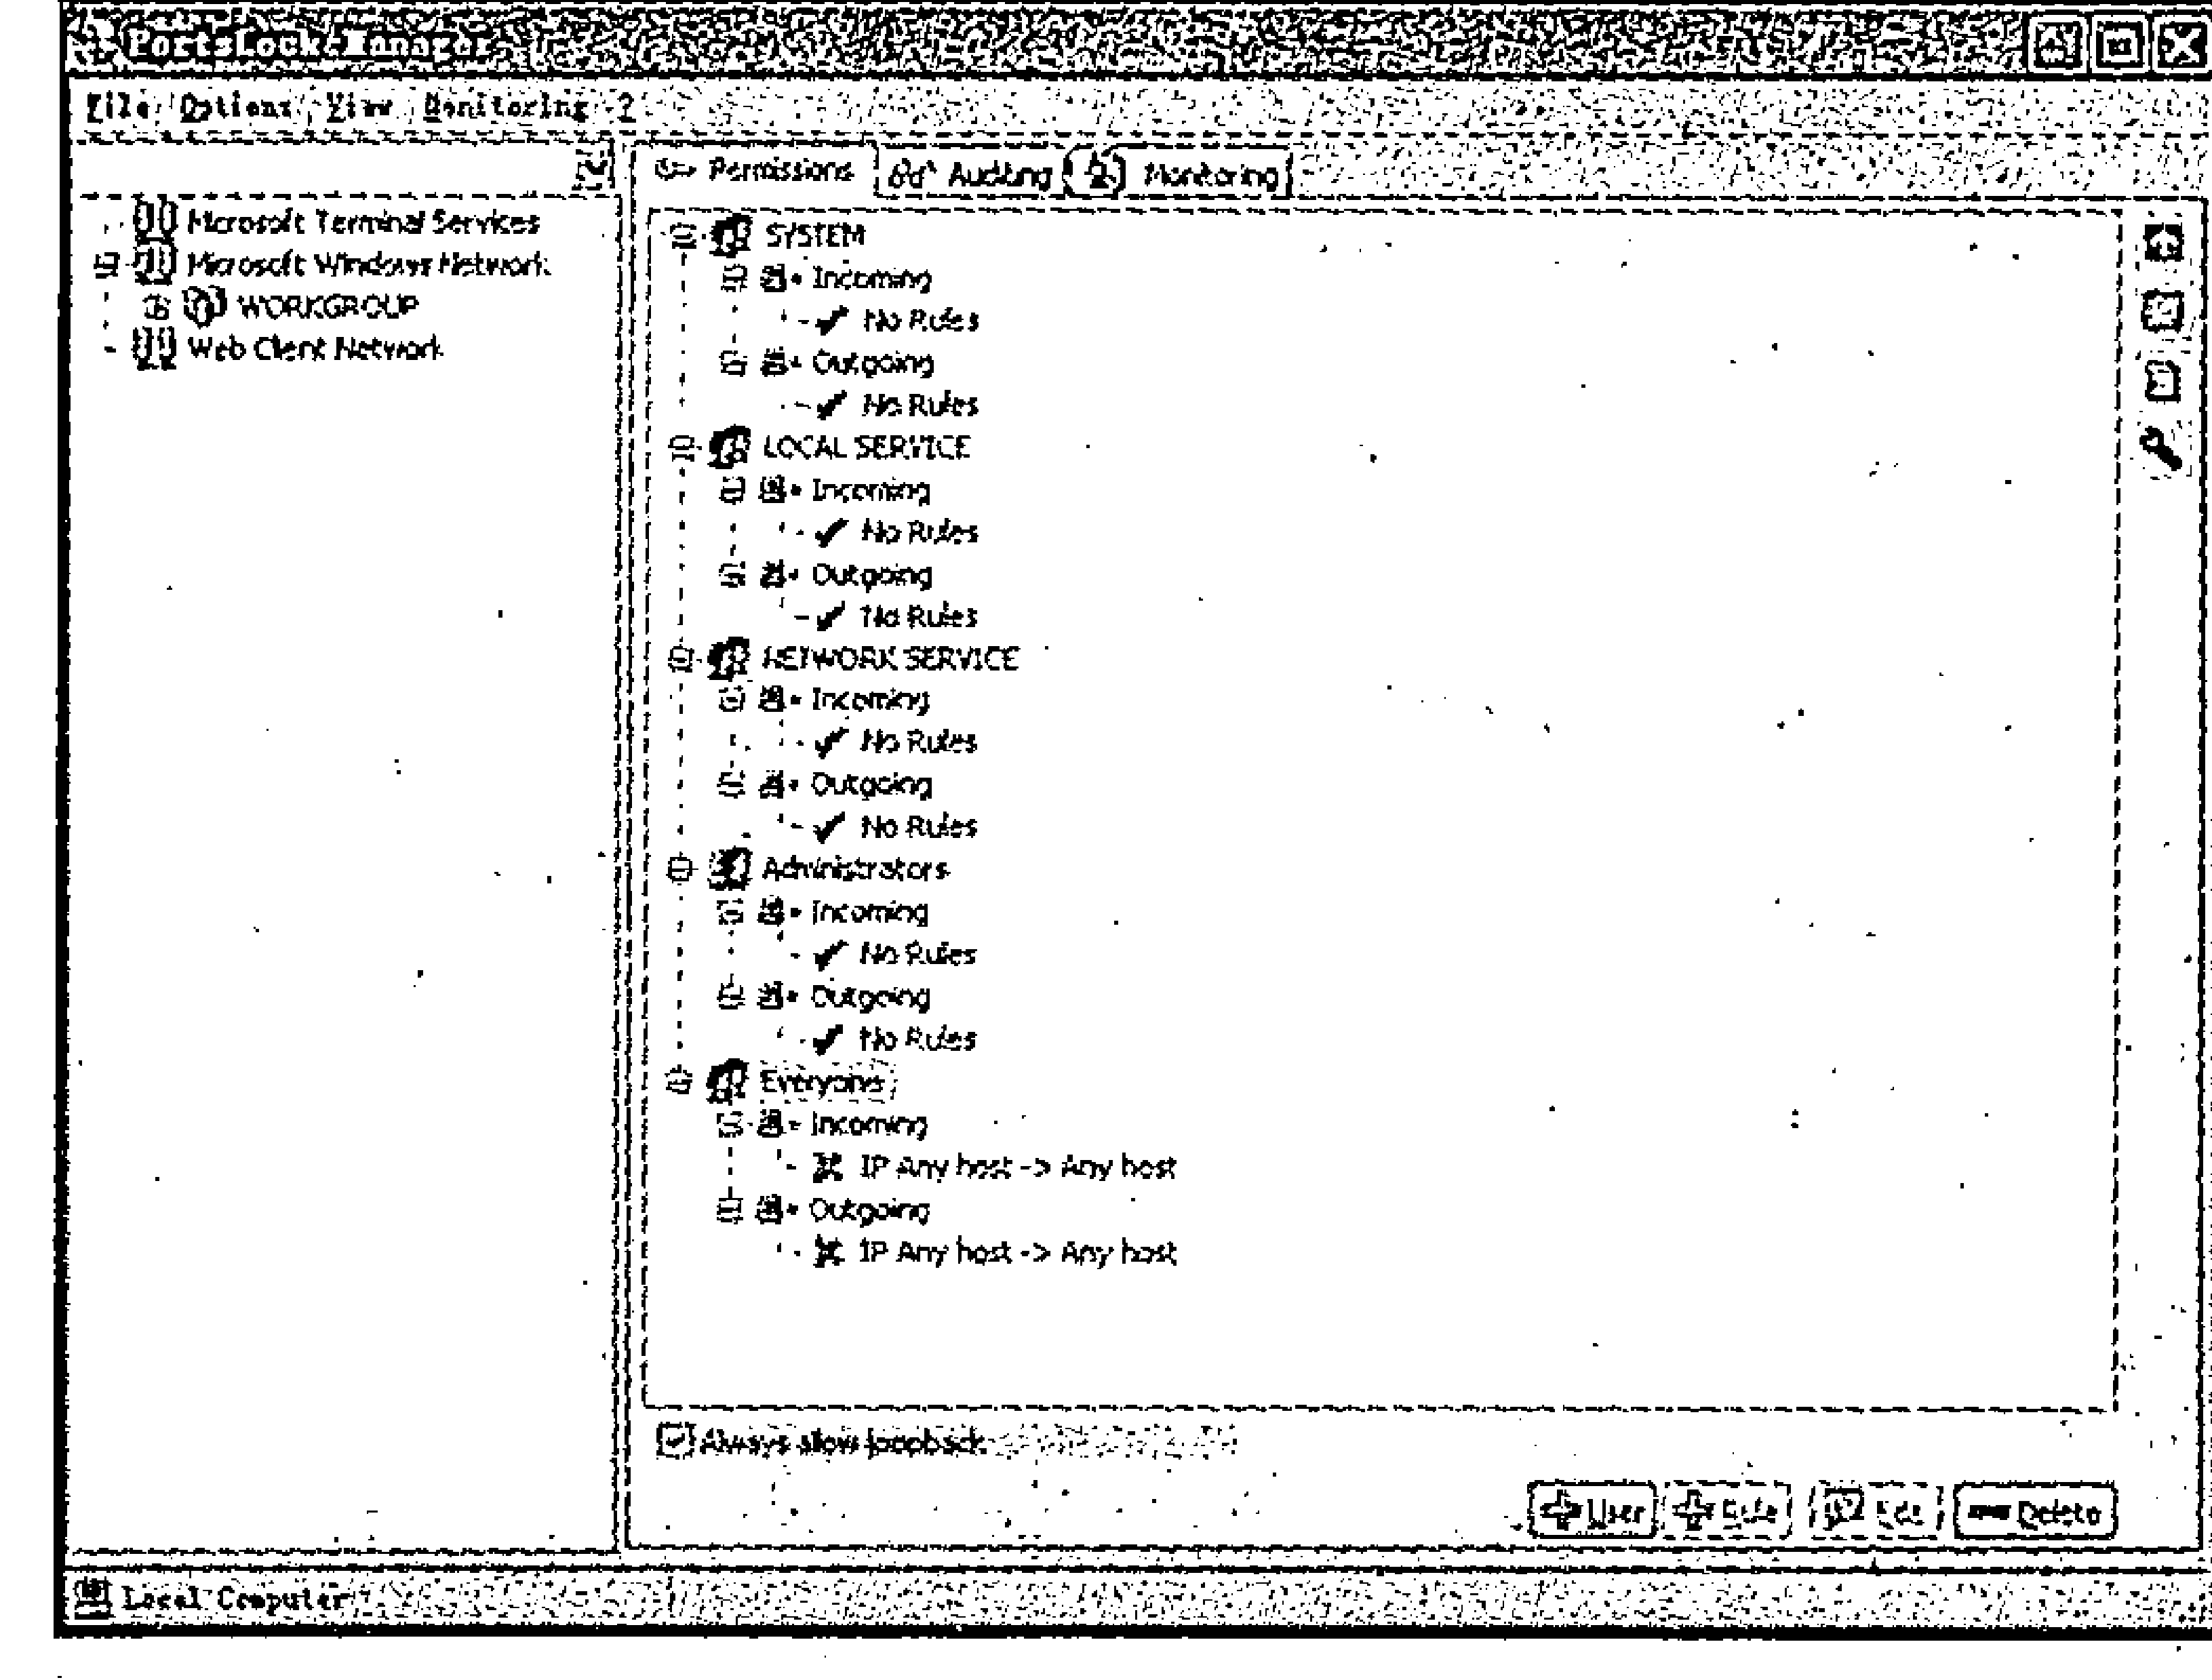 PortsLock Manager
File Options View Monitoring ?
Permissions Auditing Monitoring
Microsoft Terminal Services
Microsoft Windows Network
WORKGROUP
Web Client Network
SYSTEM
Incoming
No Rules
Outgoing
No Rules
LOCAL SERVICE
Incoming
No Rules
Outgoing
No Rules
NETWORK SERVICE
Incoming
No Rules
Outgoing
No Rules
Administrators
Incoming
No Rules
Outgoing
No Rules
Everyone
Incoming
IP Any host -> Any host
Outgoing
IP Any host -> Any host
Always allow loopback
User Rule Edit Delete
Local Computer